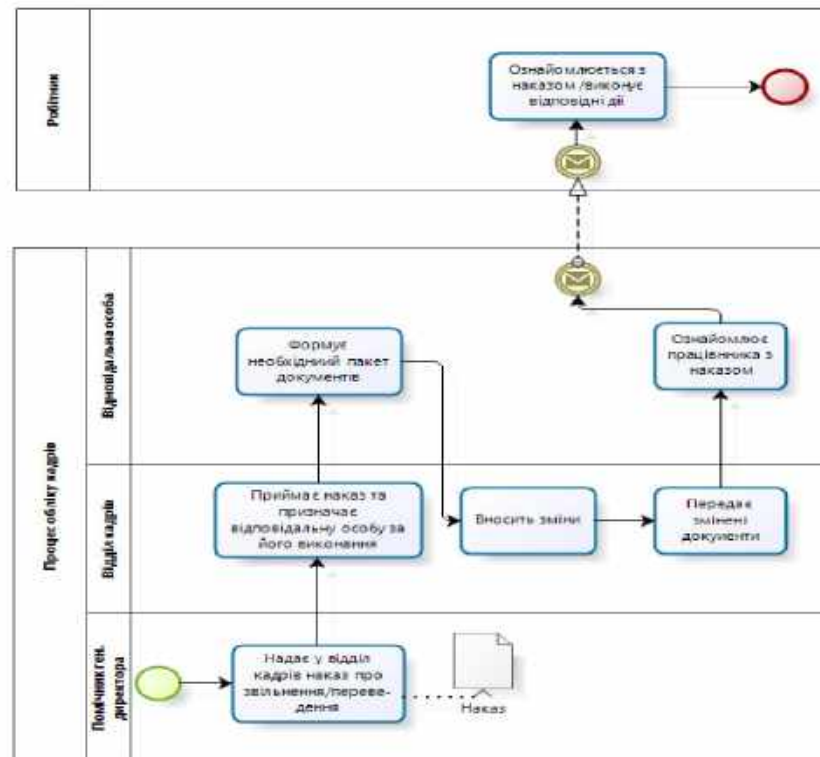 Робітник
Ознайомлюється з
наказом /виконує
відповідні дії
Процес обліку кадрів
Відповідальна особа
Формує
необхідниий пакет
документів
Ознайомлює
працівника з
наказом
Відділ кадрів
Приймає наказ та
призначає
відповідальну особу за
його виконання
Вносить зміни
Передає
змінені
документи
Помічник ген.
директора
Надає у відділ
кадрів наказ про
звільнення/переве-
дення
Наказ